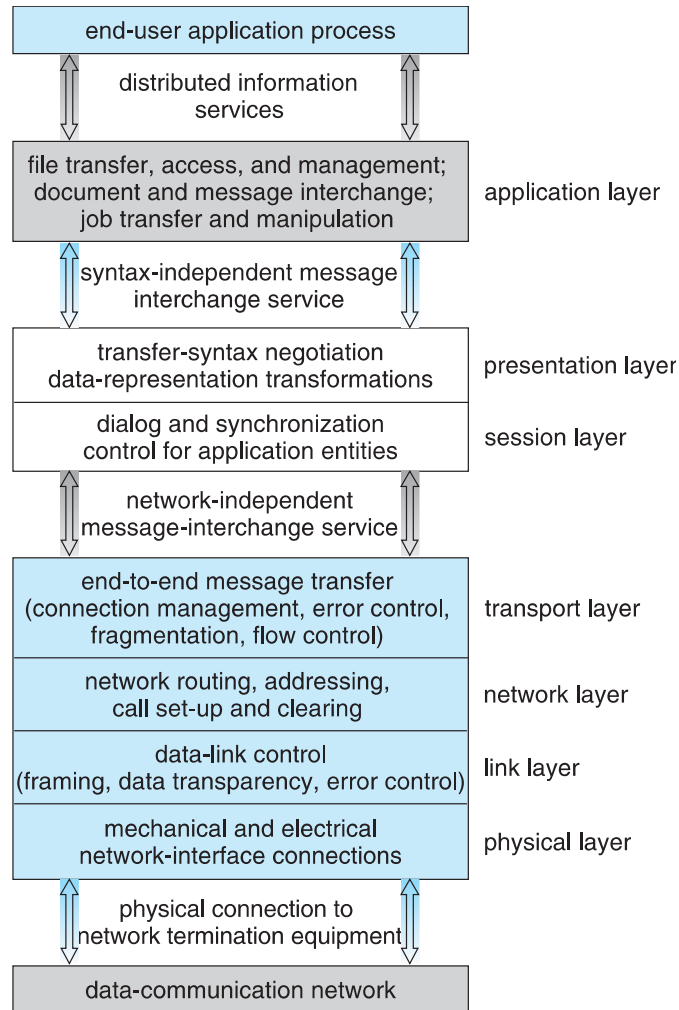 end-user application process
distributed information
services
file transfer, access, and management;
document and message interchange;
job transfer and manipulation
application layer
syntax-independent message
interchange service
transfer-syntax negotiation
data-representation transformations
presentation layer
dialog and synchronization
control for application entities
session layer
network-independent
message-interchange service
end-to-end message transfer
(connection management, error control,
fragmentation, flow control)
transport layer
network routing, addressing,
call set-up and clearing
network layer
data-link control
(framing, data transparency, error control)
link layer
mechanical and electrical
network-interface connections
physical layer
physical connection to
network termination equipment
data-communication network